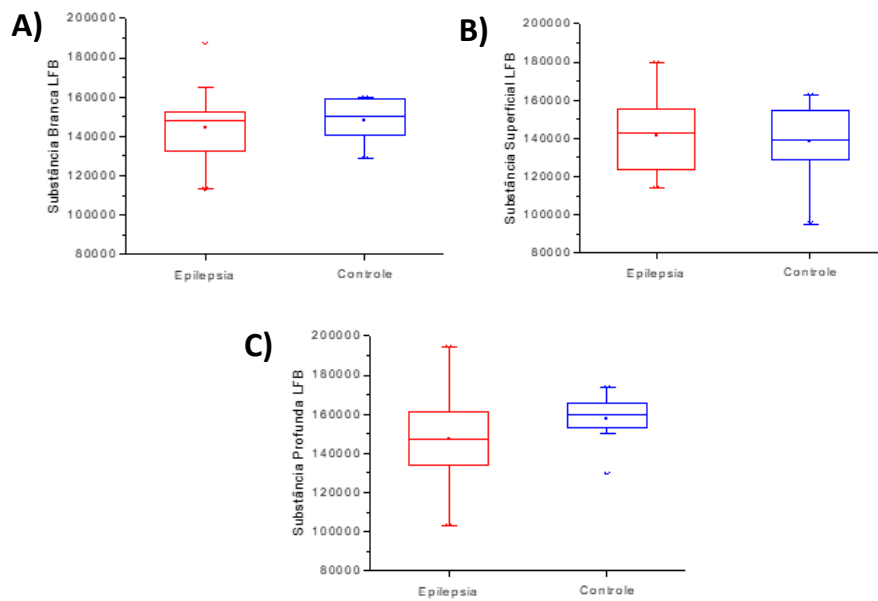 A)
Substância Branca LFB
200000
180000
160000
140000
120000
100000
80000
Epilepsia Controle
B)
Substância Superficial LFB
200000
180000
160000
140000
120000
100000
80000
Epilepsia Controle
C)
Substância Profunda LFB
200000
180000
160000
140000
120000
100000
80000
Epilepsia Controle